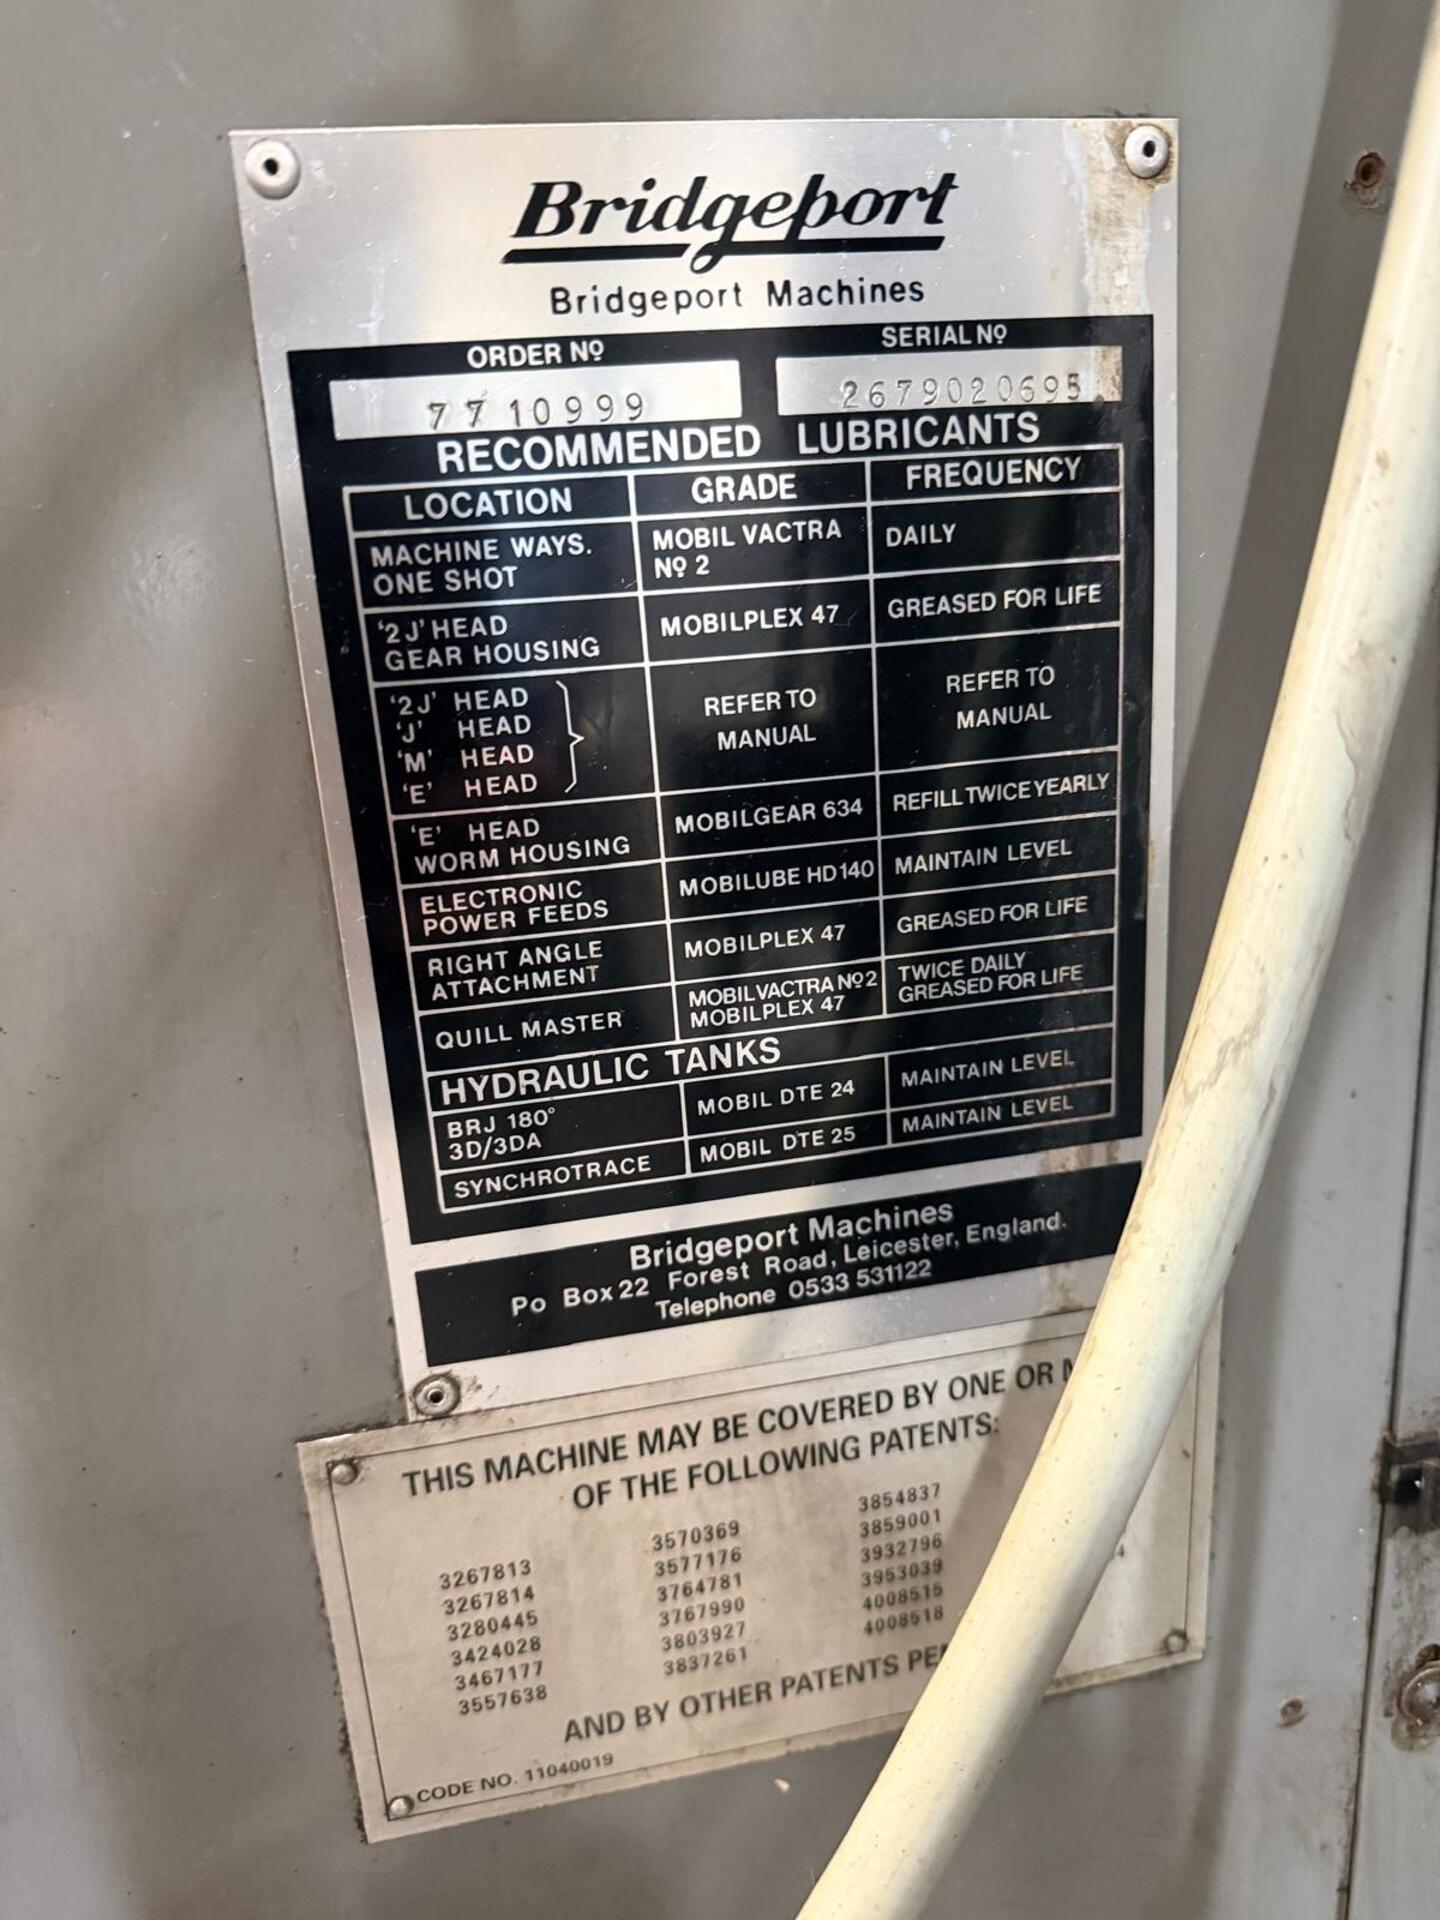 Bridgeport
Bridgeport Machines
ORDER Nº SERIAL Nº
7710999 2679020695
RECOMMENDED LUBRICANTS
LOCATION GRADE FREQUENCY
MACHINE WAYS.
ONE SHOT
MOBIL VACTRA
Nº 2
DAILY
'2J' HEAD
GEAR HOUSING
MOBILPLEX 47
GREASED FOR LIFE
'2J' HEAD
'J' HEAD
'M' HEAD
'E' HEAD
REFER TO
MANUAL
REFER TO
MANUAL
'E' HEAD
WORM HOUSING
MOBILGEAR 634
REFILL TWICE YEARLY
ELECTRONIC
POWER FEEDS
MOBILUBE HD140
MAINTAIN LEVEL
RIGHT ANGLE
ATTACHMENT
MOBILPLEX 47
GREASED FOR LIFE
QUILL MASTER
MOBIL VACTRA Nº2
MOBILPLEX 47
TWICE DAILY
GREASED FOR LIFE
HYDRAULIC TANKS
BRJ 180°
3D/3DA
MOBIL DTE 24
MAINTAIN LEVEL
SYNCHROTRACE
MOBIL DTE 25
MAINTAIN LEVEL
Bridgeport Machines
Po Box 22 Forest Road, Leicester, England.
Telephone 0533 531122
THIS MACHINE MAY BE COVERED BY ONE OR
OF THE FOLLOWING PATENTS:
3267813
3267814
3280445
3424028
3467177
3557638
3570369
3577176
3764781
3767990
3803927
3837261
3854837
3859001
3932796
3953039
4008515
4008518
AND BY OTHER PATENTS
CODE NO. 11040019